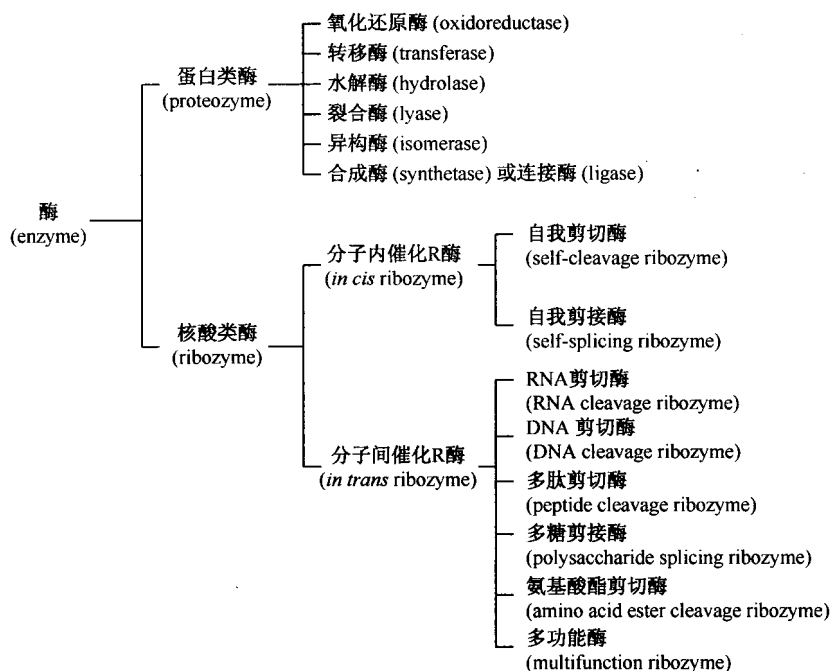 酶
(enzyme)
蛋白类酶
(proteozyme)
氧化还原酶 (oxidoreductase)
转移酶 (transferase)
水解酶 (hydrolase)
裂合酶 (lyase)
异构酶 (isomerase)
合成酶 (synthetase) 或连接酶 (ligase)
核酸类酶
(ribozyme)
分子内催化R酶
(in cis ribozyme)
自我剪切酶
(self-cleavage ribozyme)
自我剪接酶
(self-splicing ribozyme)
分子间催化R酶
(in trans ribozyme)
RNA剪切酶
(RNA cleavage ribozyme)
DNA 剪切酶
(DNA cleavage ribozyme)
多肽剪切酶
(peptide cleavage ribozyme)
多糖剪接酶
(polysaccharide splicing ribozyme)
氨基酸酯剪切酶
(amino acid ester cleavage ribozyme)
多功能酶
(multifunction ribozyme)